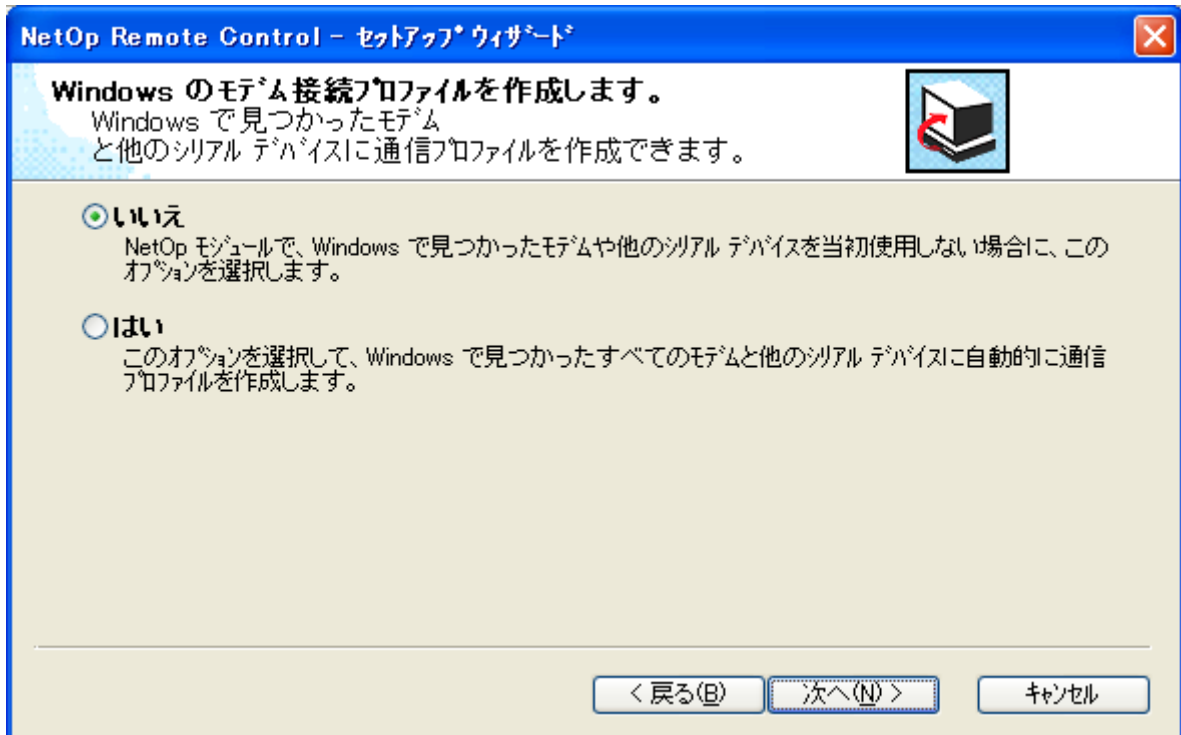 NetOp Remote Control - ｾｯﾄｱｯﾌﾟ ｳｨｻﾞｰﾄﾞ
Windows のﾓﾃﾞﾑ接続ﾌﾟﾛﾌｧｲﾙを作成します。
Windows で見つかったﾓﾃﾞﾑ
と他のｼﾘｱﾙ ﾃﾞﾊﾞｲｽに通信ﾌﾟﾛﾌｧｲﾙを作成できます。
いいえ
NetOp ﾓｼﾞｭｰﾙで、Windows で見つかったﾓﾃﾞﾑや他のｼﾘｱﾙ ﾃﾞﾊﾞｲｽを当初使用しない場合に、この
ｵﾌﾟｼｮﾝを選択します。
はい
このｵﾌﾟｼｮﾝを選択して、Windows で見つかったすべてのﾓﾃﾞﾑと他のｼﾘｱﾙ ﾃﾞﾊﾞｲｽに自動的に通信
ﾌﾟﾛﾌｧｲﾙを作成します。
< 戻る(B)
次へ(N) >
ｷｬﾝｾﾙ